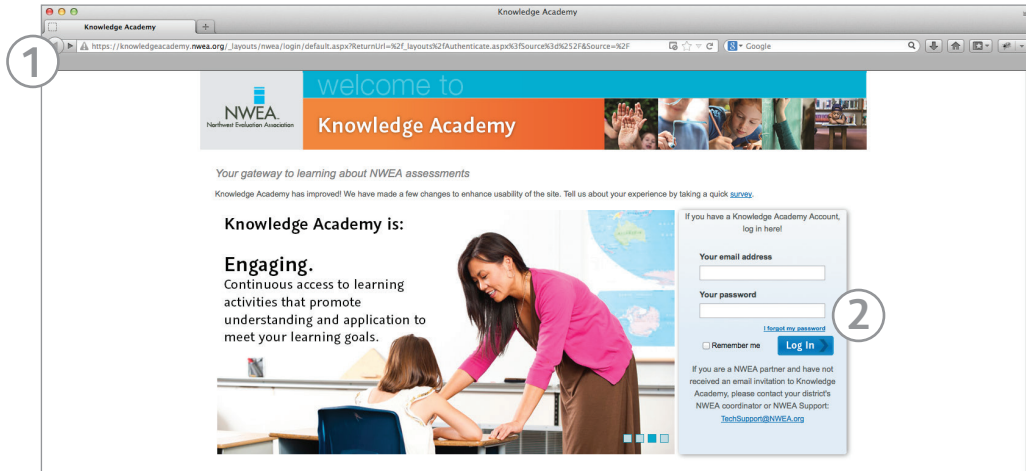 Knowledge Academy
Knowledge Academy
1
https://knowledgeacademy.nwea.org/_layouts/nwea/login/default.aspx?ReturnUrl=%2f_layouts%2fAuthenticate.aspx%3fSource%3d%252F&Source=%2F
Google
welcome to
NWEA
Northwest Evaluation Association
Knowledge Academy
Your gateway to learning about NWEA assessments
Knowledge Academy has improved! We have made a few changes to enhance usability of the site. Tell us about your experience by taking a quick survey.
Knowledge Academy is:
Engaging.
Continuous access to learning
activities that promote
understanding and application to
meet your learning goals.
If you have a Knowledge Academy Account,
log in here!
Your email address
Your password
2
I forgot my password
Remember me
Log In
If you are a NWEA partner and have not
received an email invitation to Knowledge
Academy, please contact your district's
NWEA coordinator or NWEA Support:
TechSupport@NWEA.org